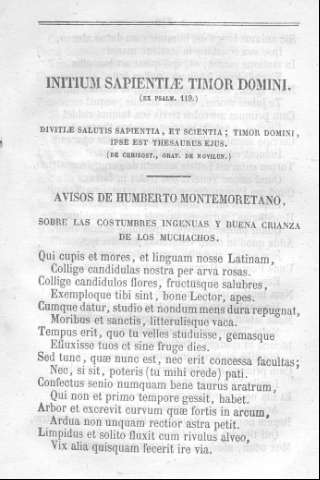 INITIUM SAPIENTIÆ TIMOR DOMINI.
(EX PSALM. 119.)
DIVITIÆ SALUTIS SAPIENTIA, ET SCIENTIA; TIMOR DOMINI,
IPSE EST THESAURUS EJUS.
(DE CHRISOST., ORAT. DE NOVILUN.)
AVISOS DE HUMBERTO MONTEMORETANO,
SOBRE LAS COSTUMBRES INGENUAS Y BUENA CRIANZA
DE LOS MUCHACHOS.
Qui cupis et mores, et linguam nosse Latinam,
Collige candidulas nostra per arva rosas.
Collige candidulos flores, fructusque salubres,
Exemploque tibi sint, bone Lector, apes.
Cumque datur, studio et nondum mens dura repugnat,
Moribus et sanctis, litterulisque vaca.
Tempus erit, quo tu velles studuisse, gemasque
Efluxisse tuos et sine fruge dies.
Sed tunc, quæ nunc est, nec erit concessa facultas;
Nec, si sit, poteris (tu mihi crede) pati.
Confectus senio numquam bene taurus aratrum,
Qui non et primo tempore gessit, habet.
Arbor et excrevit curvum quæ fortis in arcum,
Ardua non unquam rectior astra petit.
Limpidus et solito fluxit cum rivulus alveo,
Vix alia quisquam fecerit ire via.